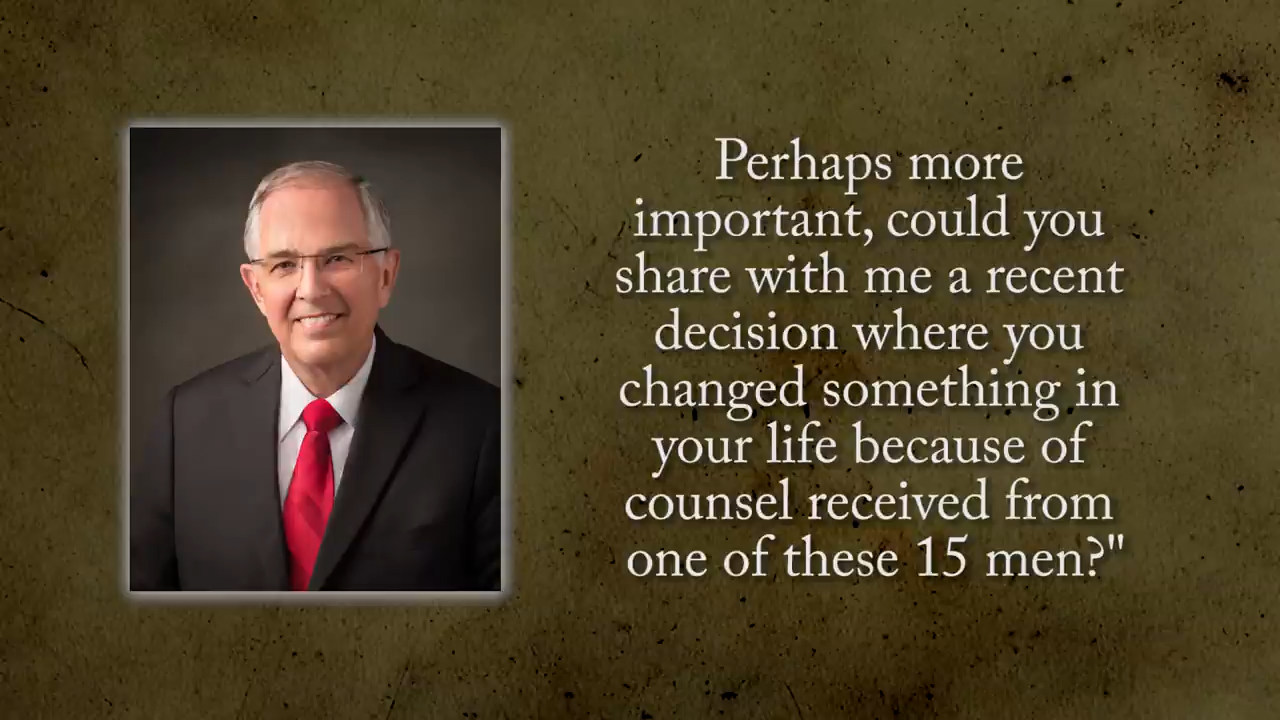 Perhaps more
important, could you
share with me a recent
decision where you
changed something in
your life because of
counsel received from
one of these 15 men?"